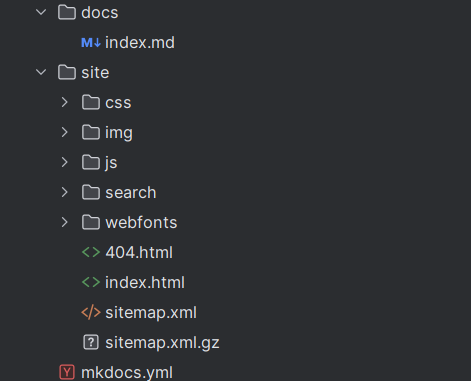 docs
M↓ index.md
site
css
img
js
search
webfonts
<> 404.html
<> index.html
</> sitemap.xml
? sitemap.xml.gz
Y mkdocs.yml